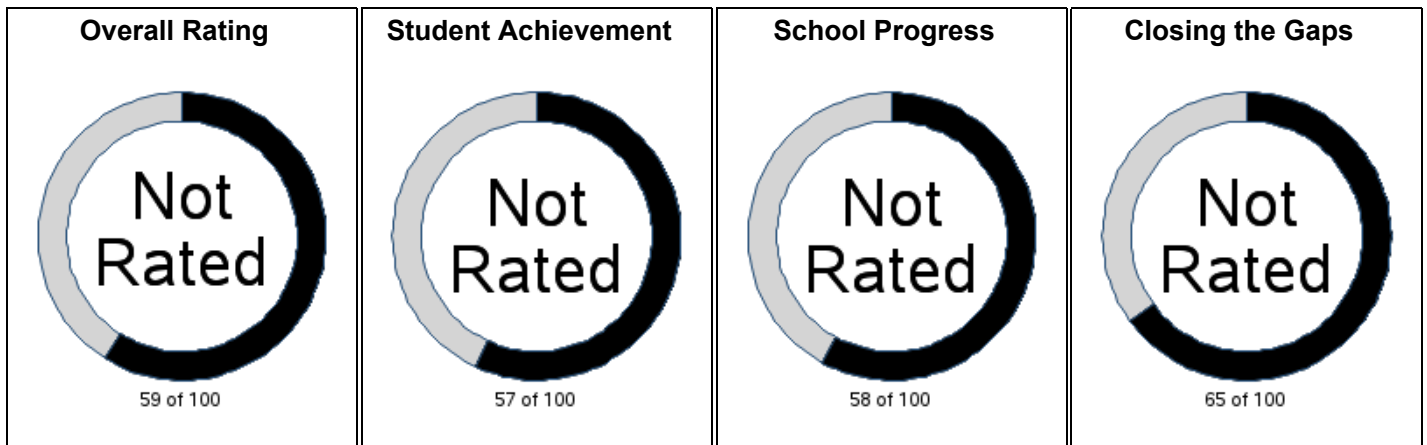 Overall Rating
Not
Rated
59 of 100
Student Achievement
Not
Rated
57 of 100
School Progress
Not
Rated
58 of 100
Closing the Gaps
Not
Rated
65 of 100